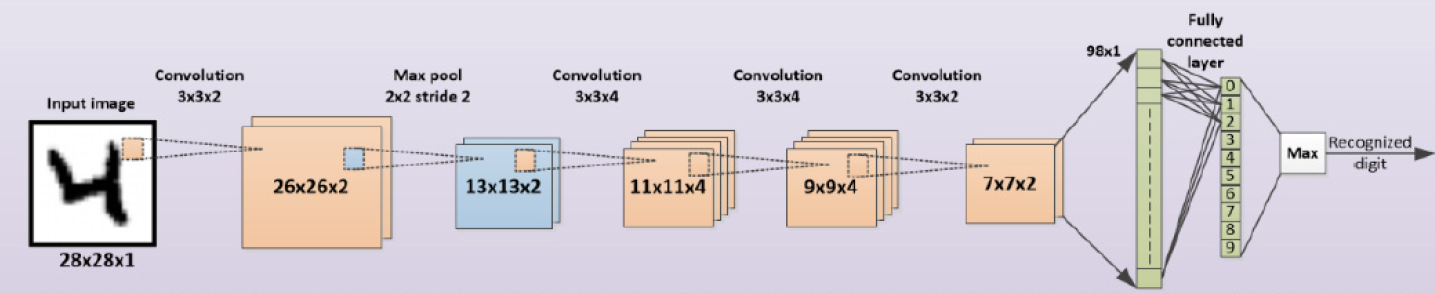 Input image
28x28x1
Convolution
3x3x2
26x26x2
Max pool
2x2 stride 2
13x13x2
Convolution
3x3x4
11x11x4
Convolution
3x3x4
9x9x4
Convolution
3x3x2
7x7x2
98x1
Fully
connected
layer
0
1
2
3
4
5
6
7
8
9
Max
Recognized
digit